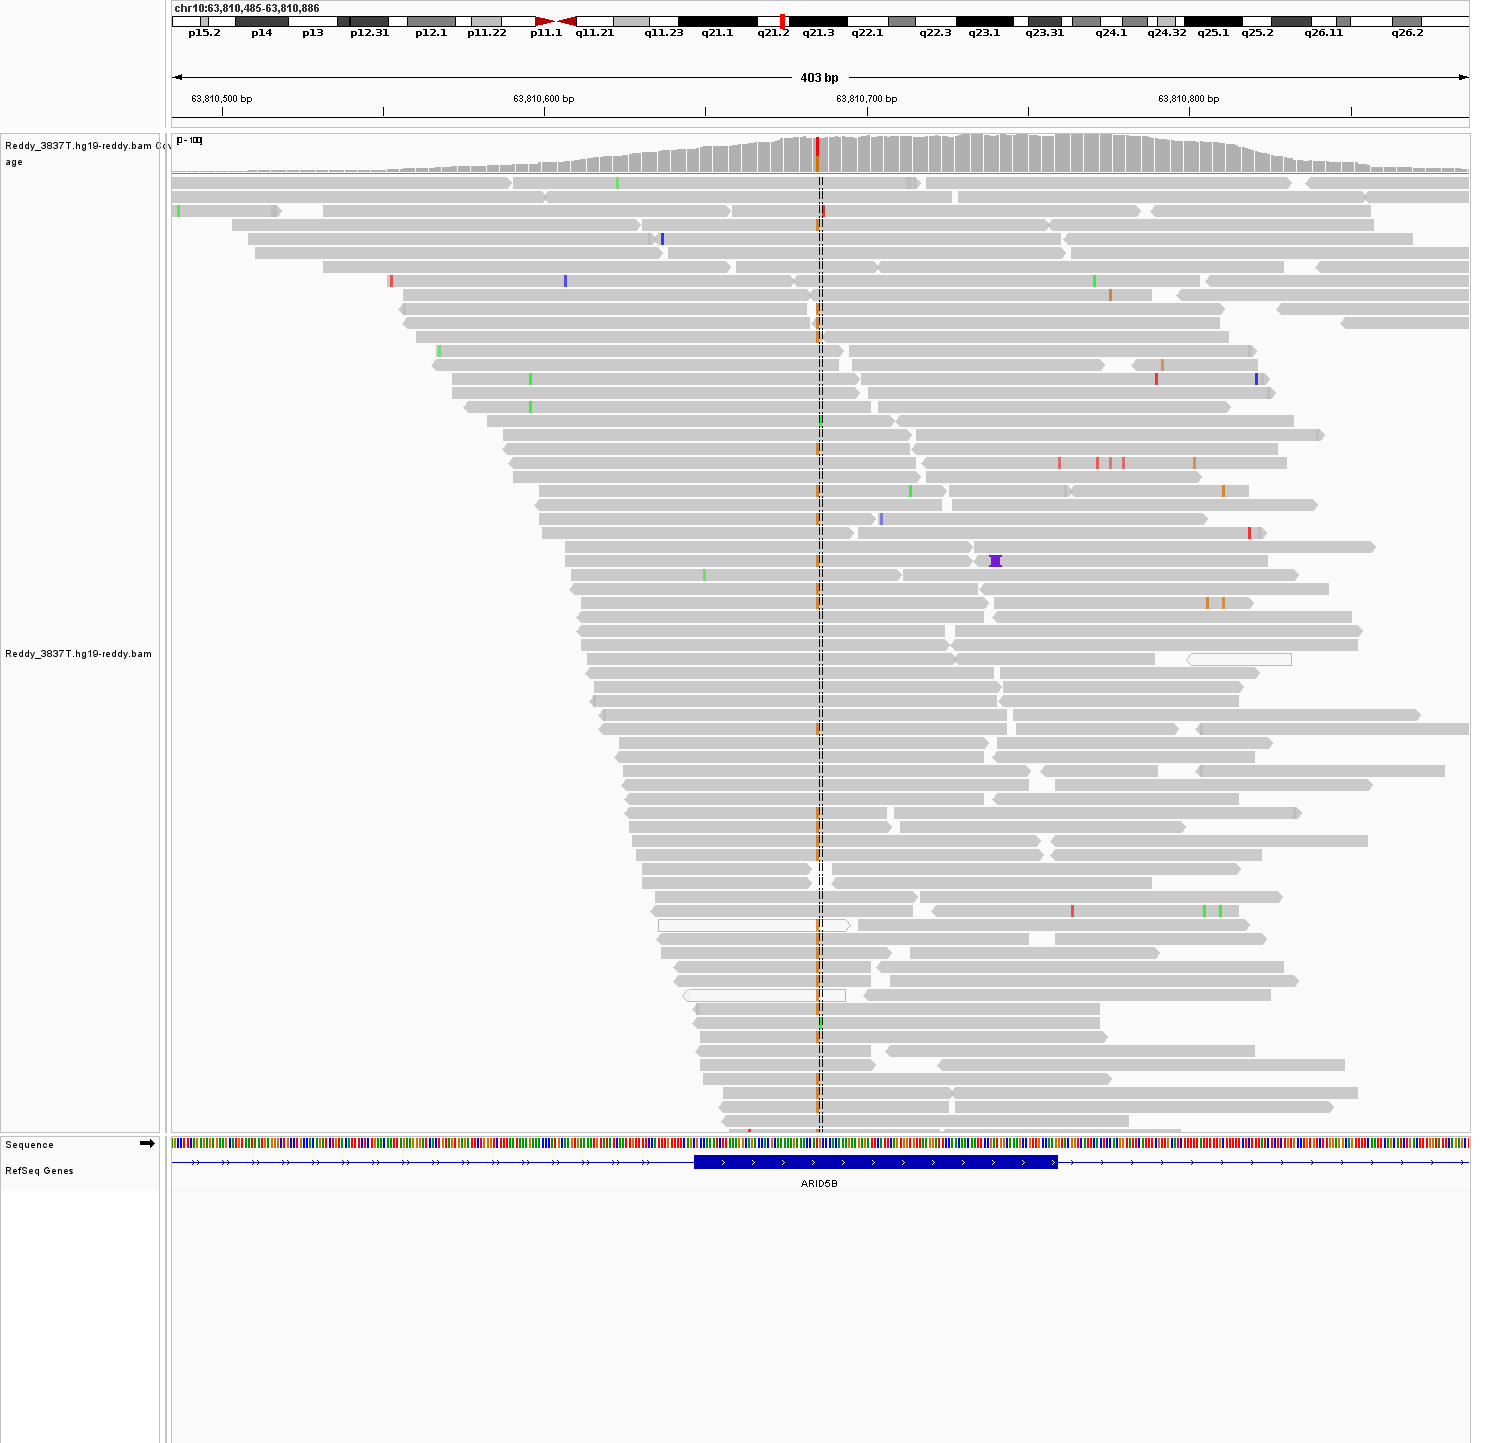 chr10:63,810,485-63,810,886
p15.2 p14 p13 p12.31 p12.1 p11.22 p11.1 q11.21 q11.23 q21.1 q21.2 q21.3 q22.1 q22.3 q23.1 q23.31 q24.1 q24.32 q25.1 q25.2 q26.11 q26.2
403 bp
63,810,500 bp 63,810,600 bp 63,810,700 bp 63,810,800 bp
[0 - 100]
Reddy_3837T.hg19-reddy.bam Cov
age
Reddy_3837T.hg19-reddy.bam
Sequence
RefSeq Genes
ARID5B